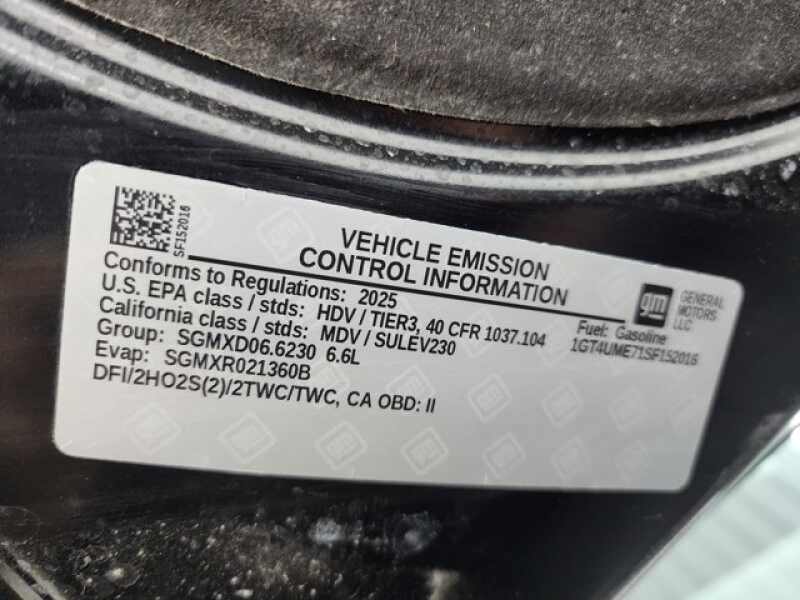 SF152016
VEHICLE EMISSION
CONTROL INFORMATION
Conforms to Regulations: 2025
U.S. EPA class / stds: HDV / TIER3, 40 CFR 1037.104
California class / stds: MDV / SULEV230
Group: SGMXD06.6230 6.6L
Evap: SGMXR021360B
DFI/2HO2S(2)/2TWC/TWC, CA OBD: II
gm
GENERAL
MOTORS
LLC
Fuel: Gasoline
1GT4UME71SF152016